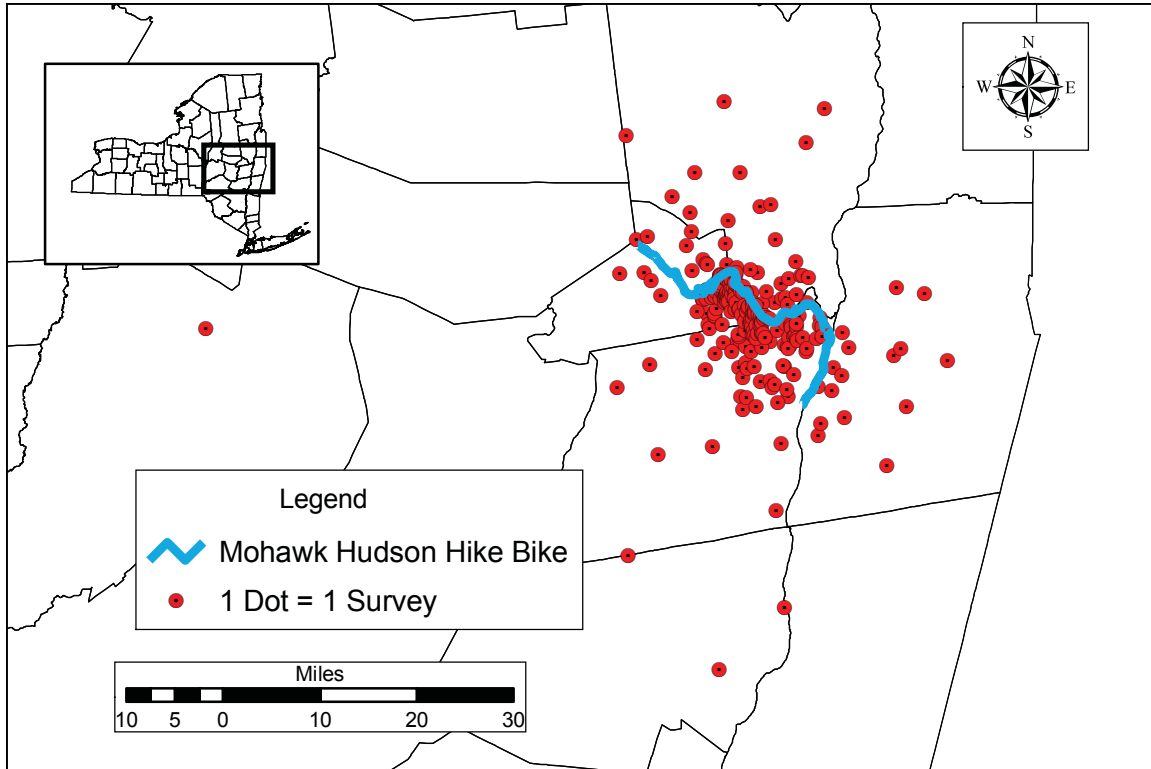 N
W E
S
Legend
Mohawk Hudson Hike Bike
1 Dot = 1 Survey
Miles
10 5 0 10 20 30